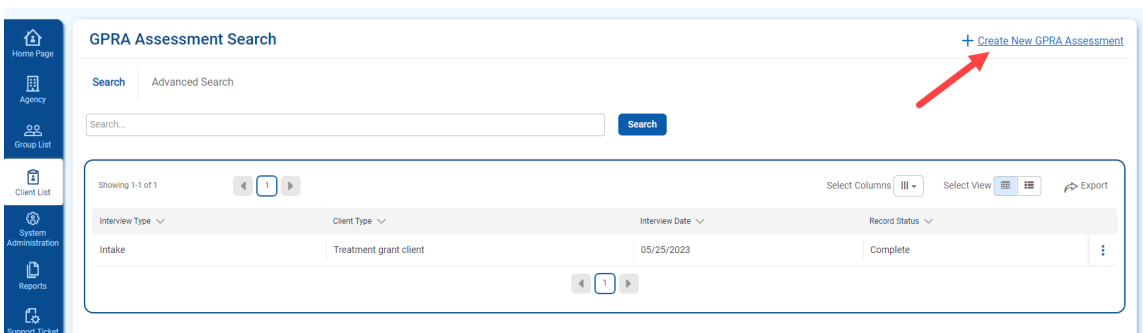 Home Page
Agency
Group List
Client List
System
Administration
Reports
Support Ticket
GPRA Assessment Search
+ Create New GPRA Assessment
Search Advanced Search
Search... Search
Showing 1-1 of 1 1 Select Columns Select View Export
Interview Type Client Type Interview Date Record Status
Intake Treatment grant client 05/25/2023 Complete
1